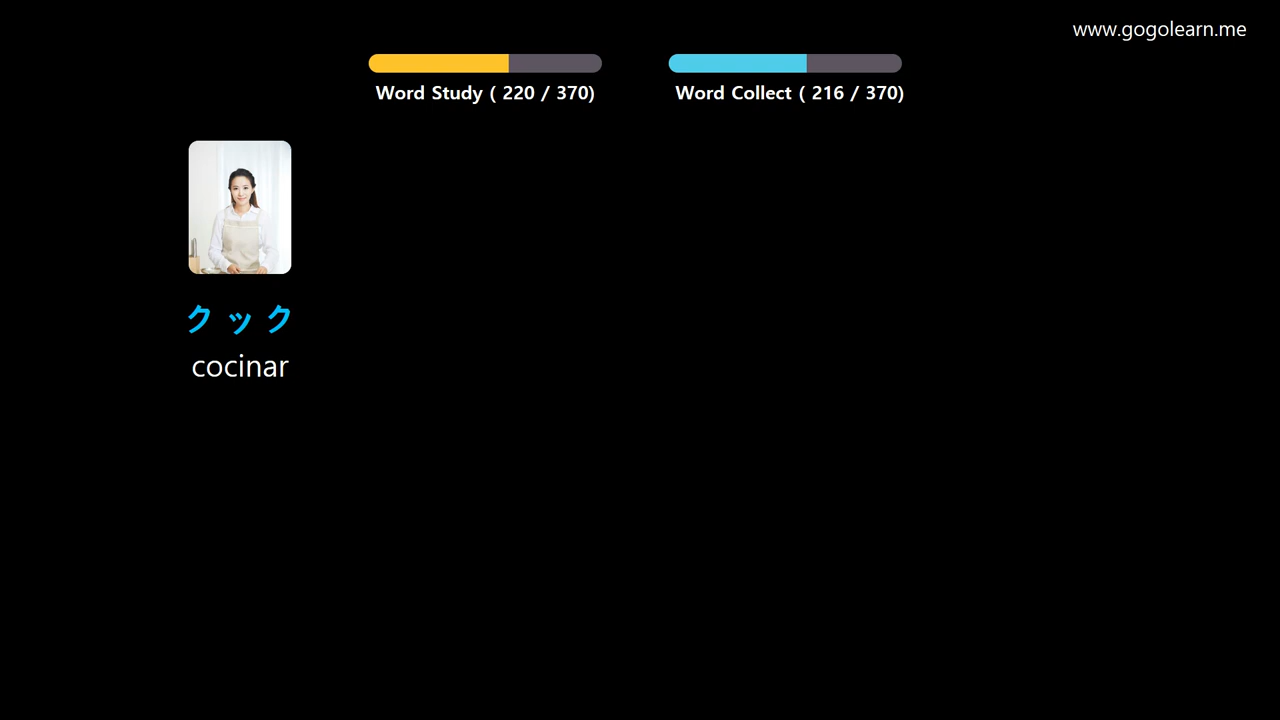 www.gogolearn.me
Word Study ( 220 / 370)
Word Collect ( 216 / 370)
クック
cocinar